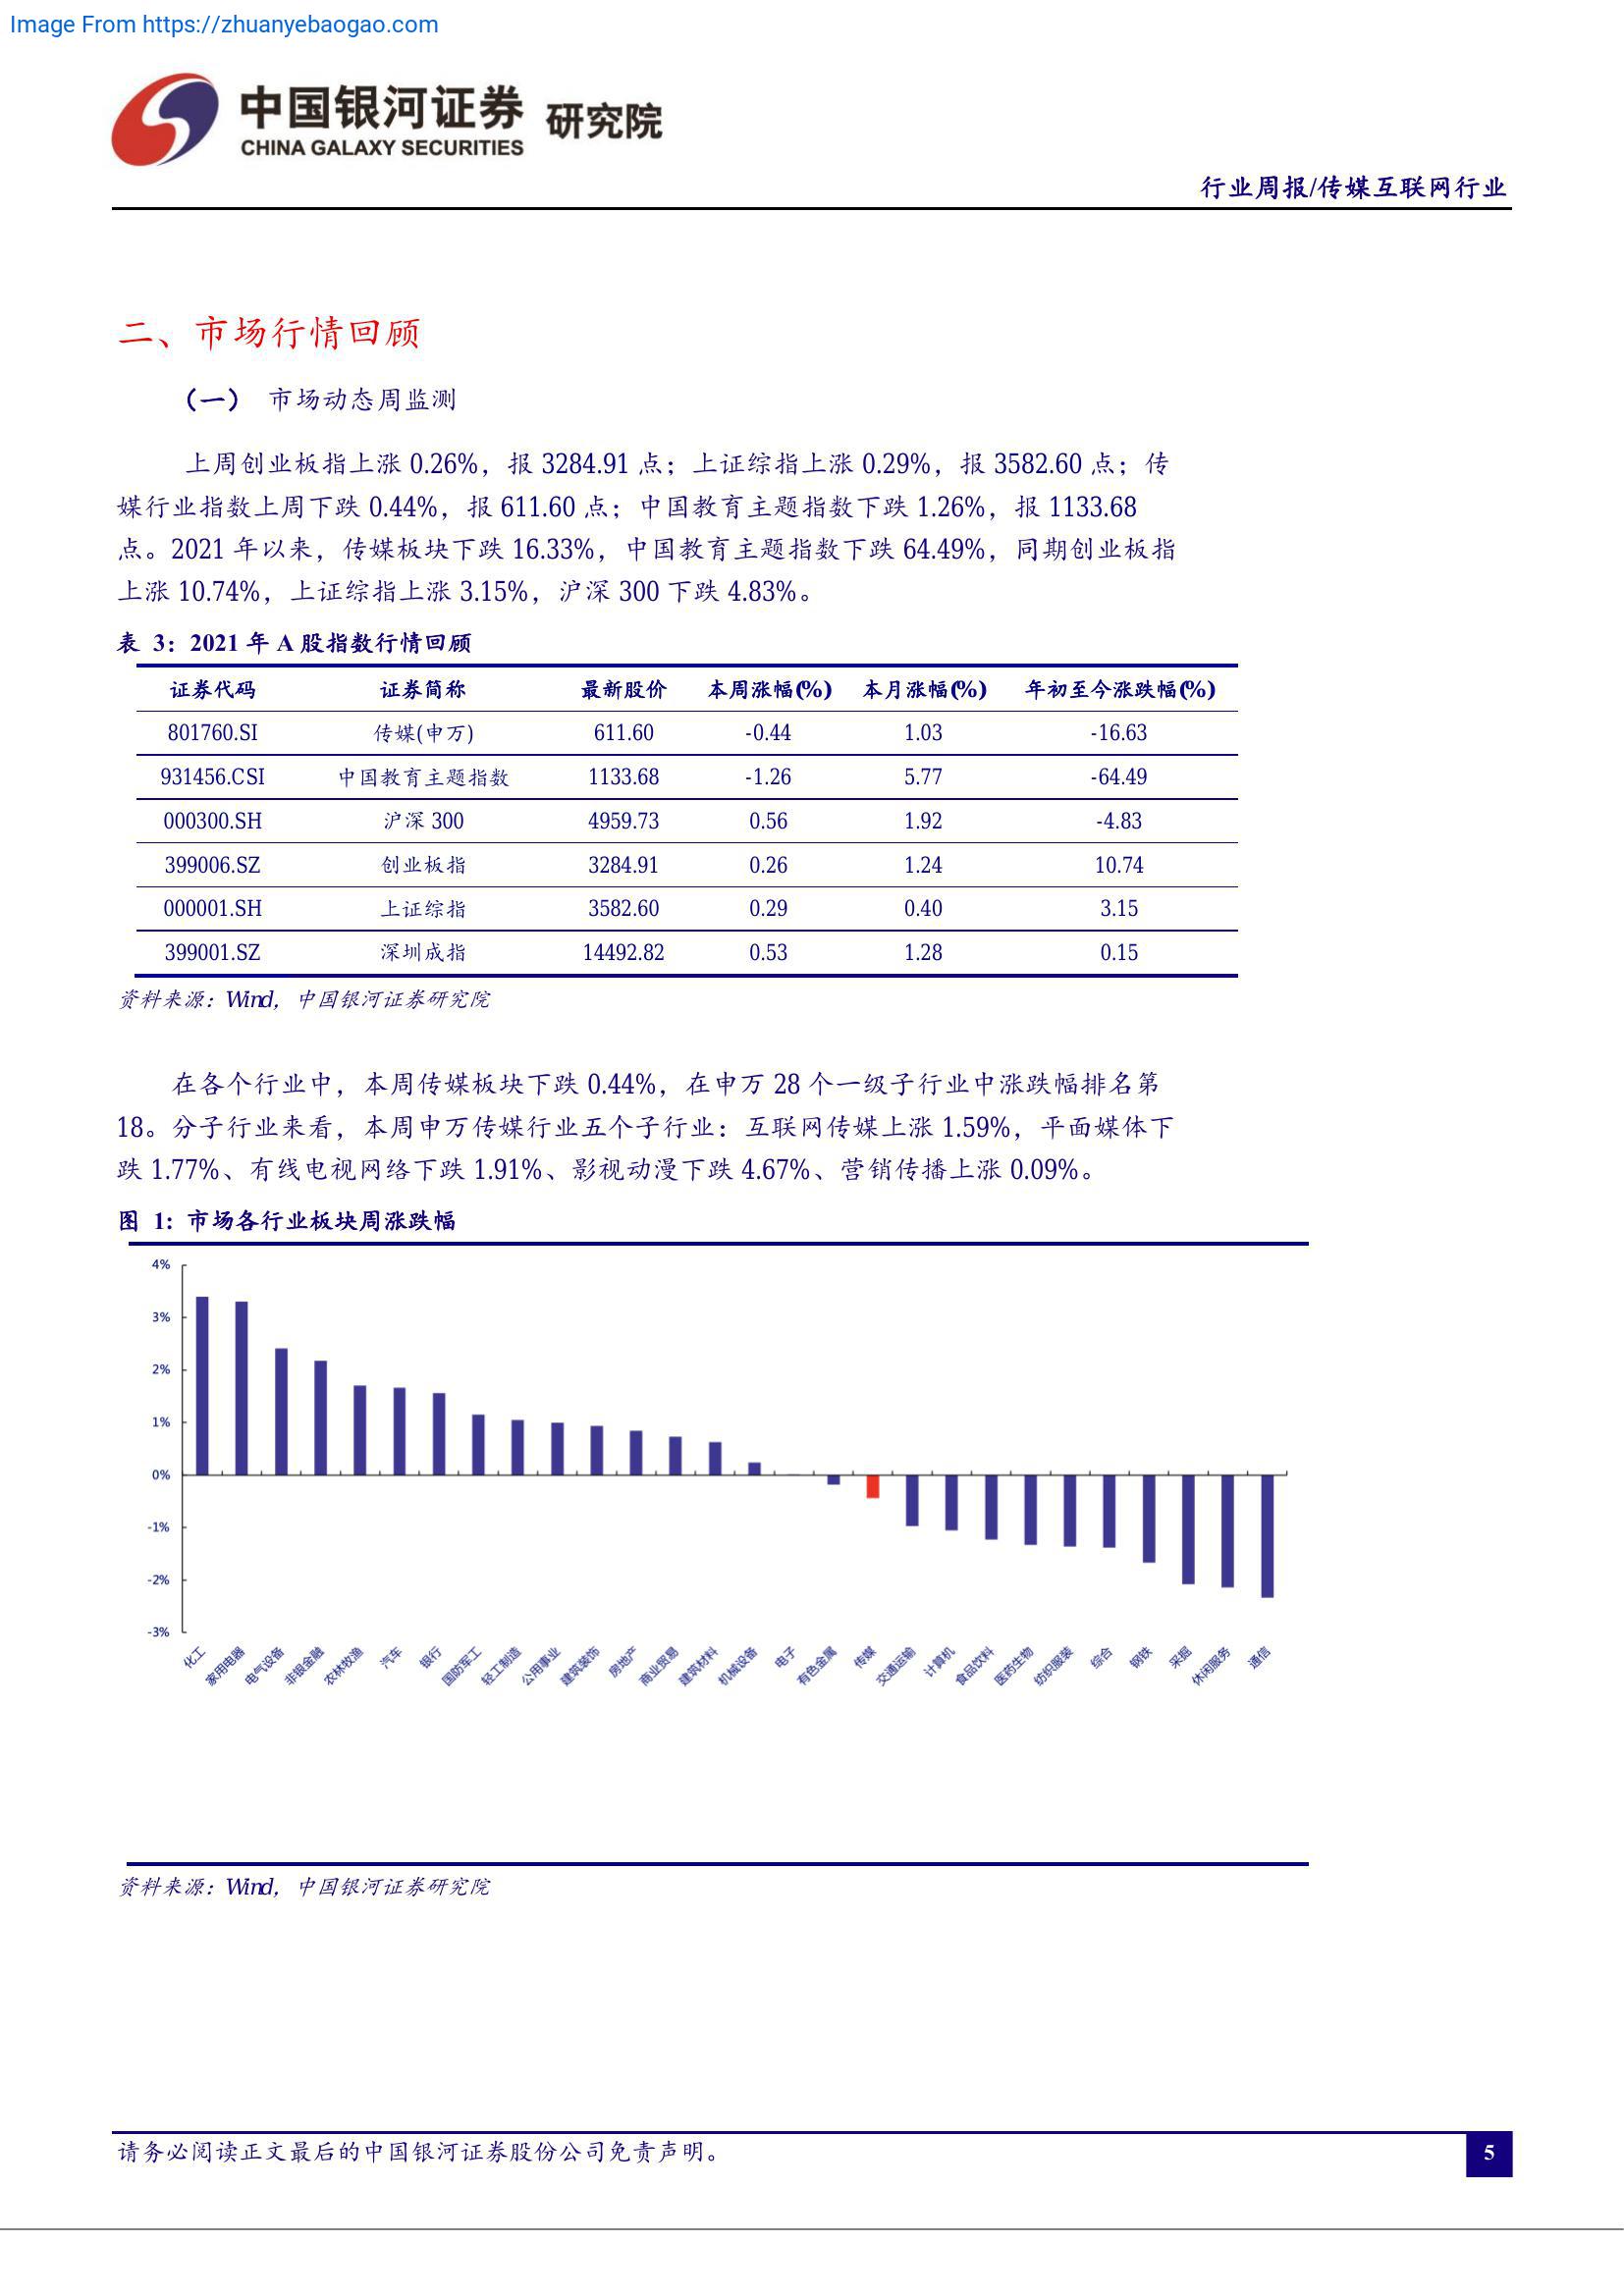 Image From https://zhuanyebaogao.com
中国银河证券 研究院
CHINA GALAXY SECURITIES
行业周报/传媒互联网行业
二、市场行情回顾
（一） 市场动态周监测
上周创业板指上涨 0.26%，报 3284.91 点；上证综指上涨 0.29%，报 3582.60 点；传
媒行业指数上周下跌 0.44%，报 611.60 点；中国教育主题指数下跌 1.26%，报 1133.68
点。2021 年以来，传媒板块下跌 16.33%，中国教育主题指数下跌 64.49%，同期创业板指
上涨 10.74%，上证综指上涨 3.15%，沪深 300 下跌 4.83%。
表 3：2021 年 A 股指数行情回顾
证券代码 证券简称 最新股价 本周涨幅(%) 本月涨幅(%) 年初至今涨跌幅(%)
801760.SI 传媒(申万) 611.60 -0.44 1.03 -16.63
931456.CSI 中国教育主题指数 1133.68 -1.26 5.77 -64.49
000300.SH 沪深 300 4959.73 0.56 1.92 -4.83
399006.SZ 创业板指 3284.91 0.26 1.24 10.74
000001.SH 上证综指 3582.60 0.29 0.40 3.15
399001.SZ 深圳成指 14492.82 0.53 1.28 0.15
资料来源：Wind，中国银河证券研究院
在各个行业中，本周传媒板块下跌 0.44%，在申万 28 个一级子行业中涨跌幅排名第
18。分子行业来看，本周申万传媒行业五个子行业：互联网传媒上涨 1.59%，平面媒体下
跌 1.77%、有线电视网络下跌 1.91%、影视动漫下跌 4.67%、营销传播上涨 0.09%。
图 1: 市场各行业板块周涨跌幅
4%
3%
2%
1%
0%
-1%
-2%
-3%
化工 家用电器 电气设备 非银金融 农林牧渔 汽车 银行 国防军工 轻工制造 公用事业 建筑装饰 房地产 商业贸易 建筑材料 机械设备 电子 有色金属 传媒 交通运输 计算机 食品饮料 医药生物 纺织服装 综合 钢铁 采掘 休闲服务 通信
资料来源：Wind，中国银河证券研究院
请务必阅读正文最后的中国银河证券股份公司免责声明。
5